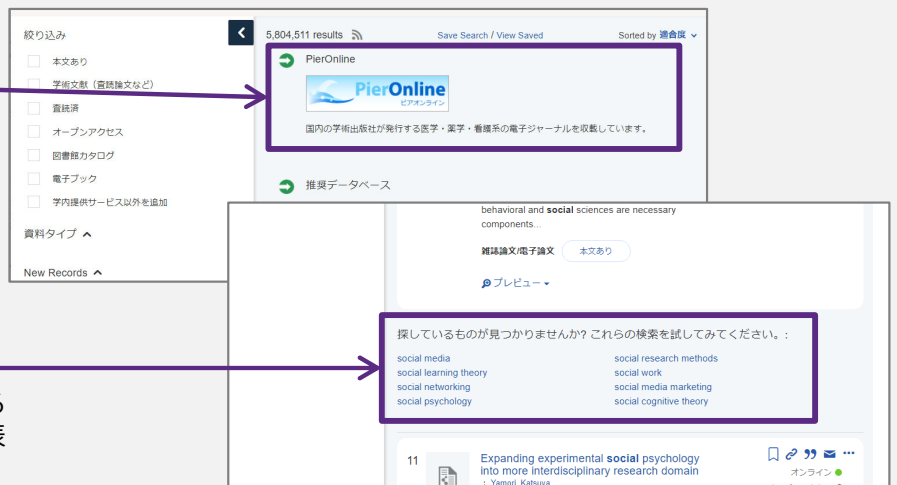 絞り込み
本文あり
学術文献（査読論文など）
査読済
オープンアクセス
図書館カタログ
電子ブック
学内提供サービス以外を追加
資料タイプ
New Records
5,804,511 results
Save Search / View Saved
Sorted by 適合度
PierOnline
PierOnline
ピアオンライン
国内の学術出版社が発行する医学・薬学・看護系の電子ジャーナルを収載しています。
推奨データベース
behavioral and social sciences are necessary
components...
雑誌論文/電子論文 本文あり
プレビュー
探しているものが見つかりませんか? これらの検索を試してみてください。:
social media
social learning theory
social networking
social psychology
social research methods
social work
social media marketing
social cognitive theory
11
Expanding experimental social psychology
into more interdisciplinary research domain
: Yamori, Katsuya
オンライン